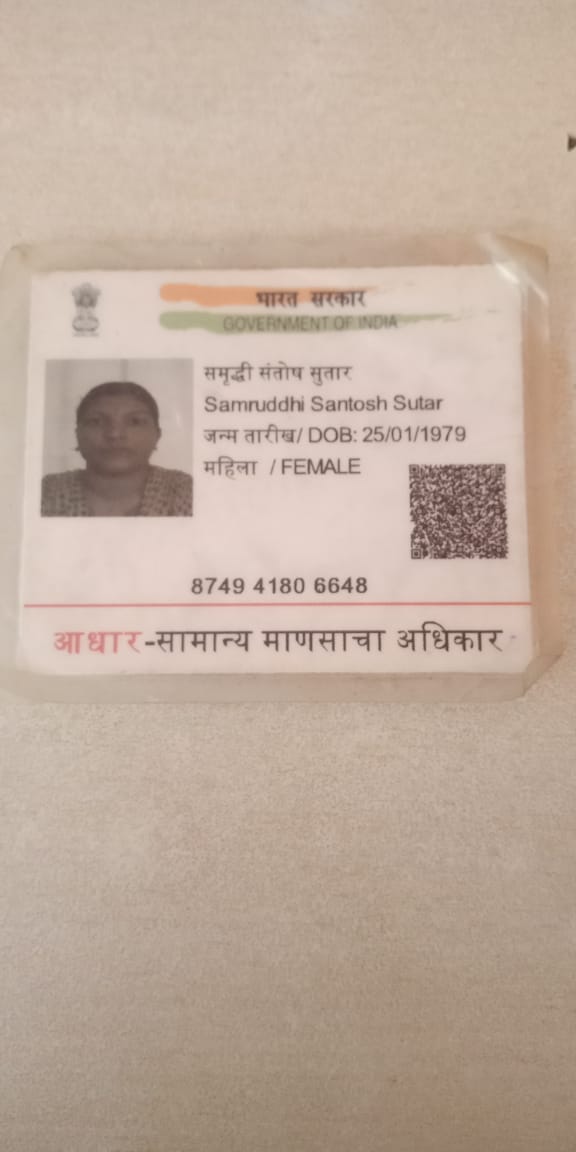 भारत सरकार
GOVERNMENT OF INDIA
समृद्धी संतोष सुतार
Samruddhi Santosh Sutar
जन्म तारीख/ DOB: 25/01/1979
महिला / FEMALE
8749 4180 6648
आधार-सामान्य माणसाचा अधिकार